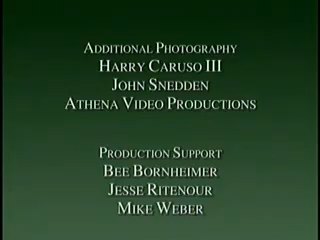 Additional Photography
Harry Caruso III
John Snedden
Athena Video Productions
Production Support
Bee Bornheimer
Jesse Ritenour
Mike Weber